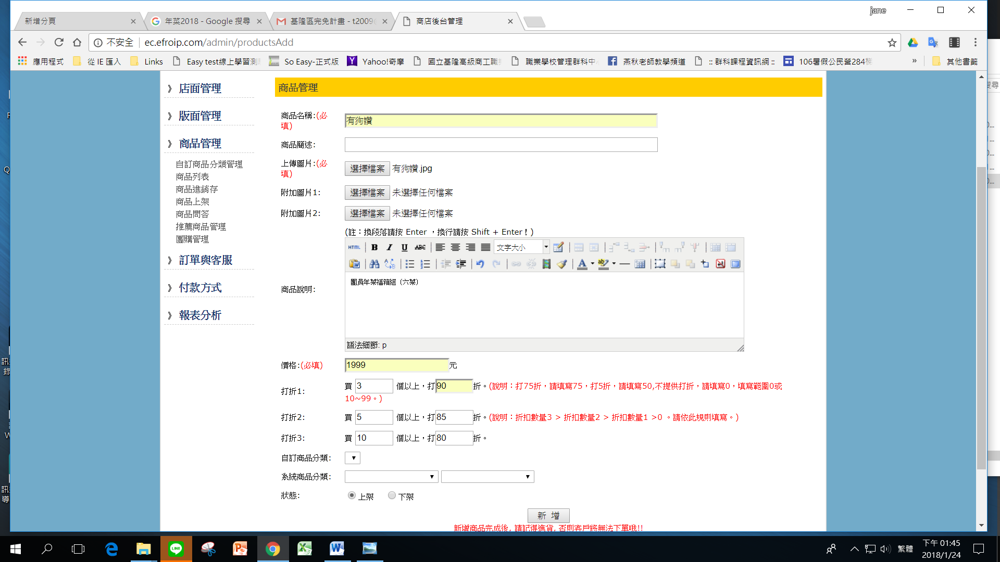 jane
新增分頁
年菜2018 - Google 搜尋
基隆區完免計畫 - t2009
商店後台管理
不安全
ec.efroip.com/admin/productsAdd
應用程式
從 IE 匯入
Links
Easy test線上學習測
So Easy-正式版
Yahoo!奇摩
國立基隆高級商工職
職業學校管理群科中
燕秋老師教學頻道
:: 群科課程資訊網 ::
106暑假公民營284
»
其他書籤
》 店面管理
》 版面管理
》 商品管理
自訂商品分類管理
商品列表
商品進銷存
商品上架
商品問答
推薦商品管理
團購管理
》 訂單與客服
》 付款方式
》 報表分析
商品管理
商品名稱:(必填)
有狗讚
商品簡述:
上傳圖片:(必填)
選擇檔案 有狗讚.jpg
附加圖片1:
選擇檔案 未選擇任何檔案
附加圖片2:
選擇檔案 未選擇任何檔案
(註：換段落請按 Enter ，換行請按 Shift + Enter！)
HTML B I U ABC 文字大小
商品說明:
團員年菜福箱組（六菜）
語法細節: p
價格:(必填)
1999 元
打折1:
買 3 個以上，打 90 折。(說明：打75折，請填寫75，打5折，請填寫50,不提供打折，請填寫0，填寫範圍0或
10~99。)
打折2:
買 5 個以上，打 85 折。(說明：折扣數量3 > 折扣數量2 > 折扣數量1 >0 。請依此規則填寫。)
打折3:
買 10 個以上，打 80 折。
自訂商品分類:
系統商品分類:
狀態:
上架 下架
新 增
新增商品完成後, 請記得進貨, 否則客戶將無法下單哦!!
搜尋
LINE
繁體
下午 01:45
2018/1/24